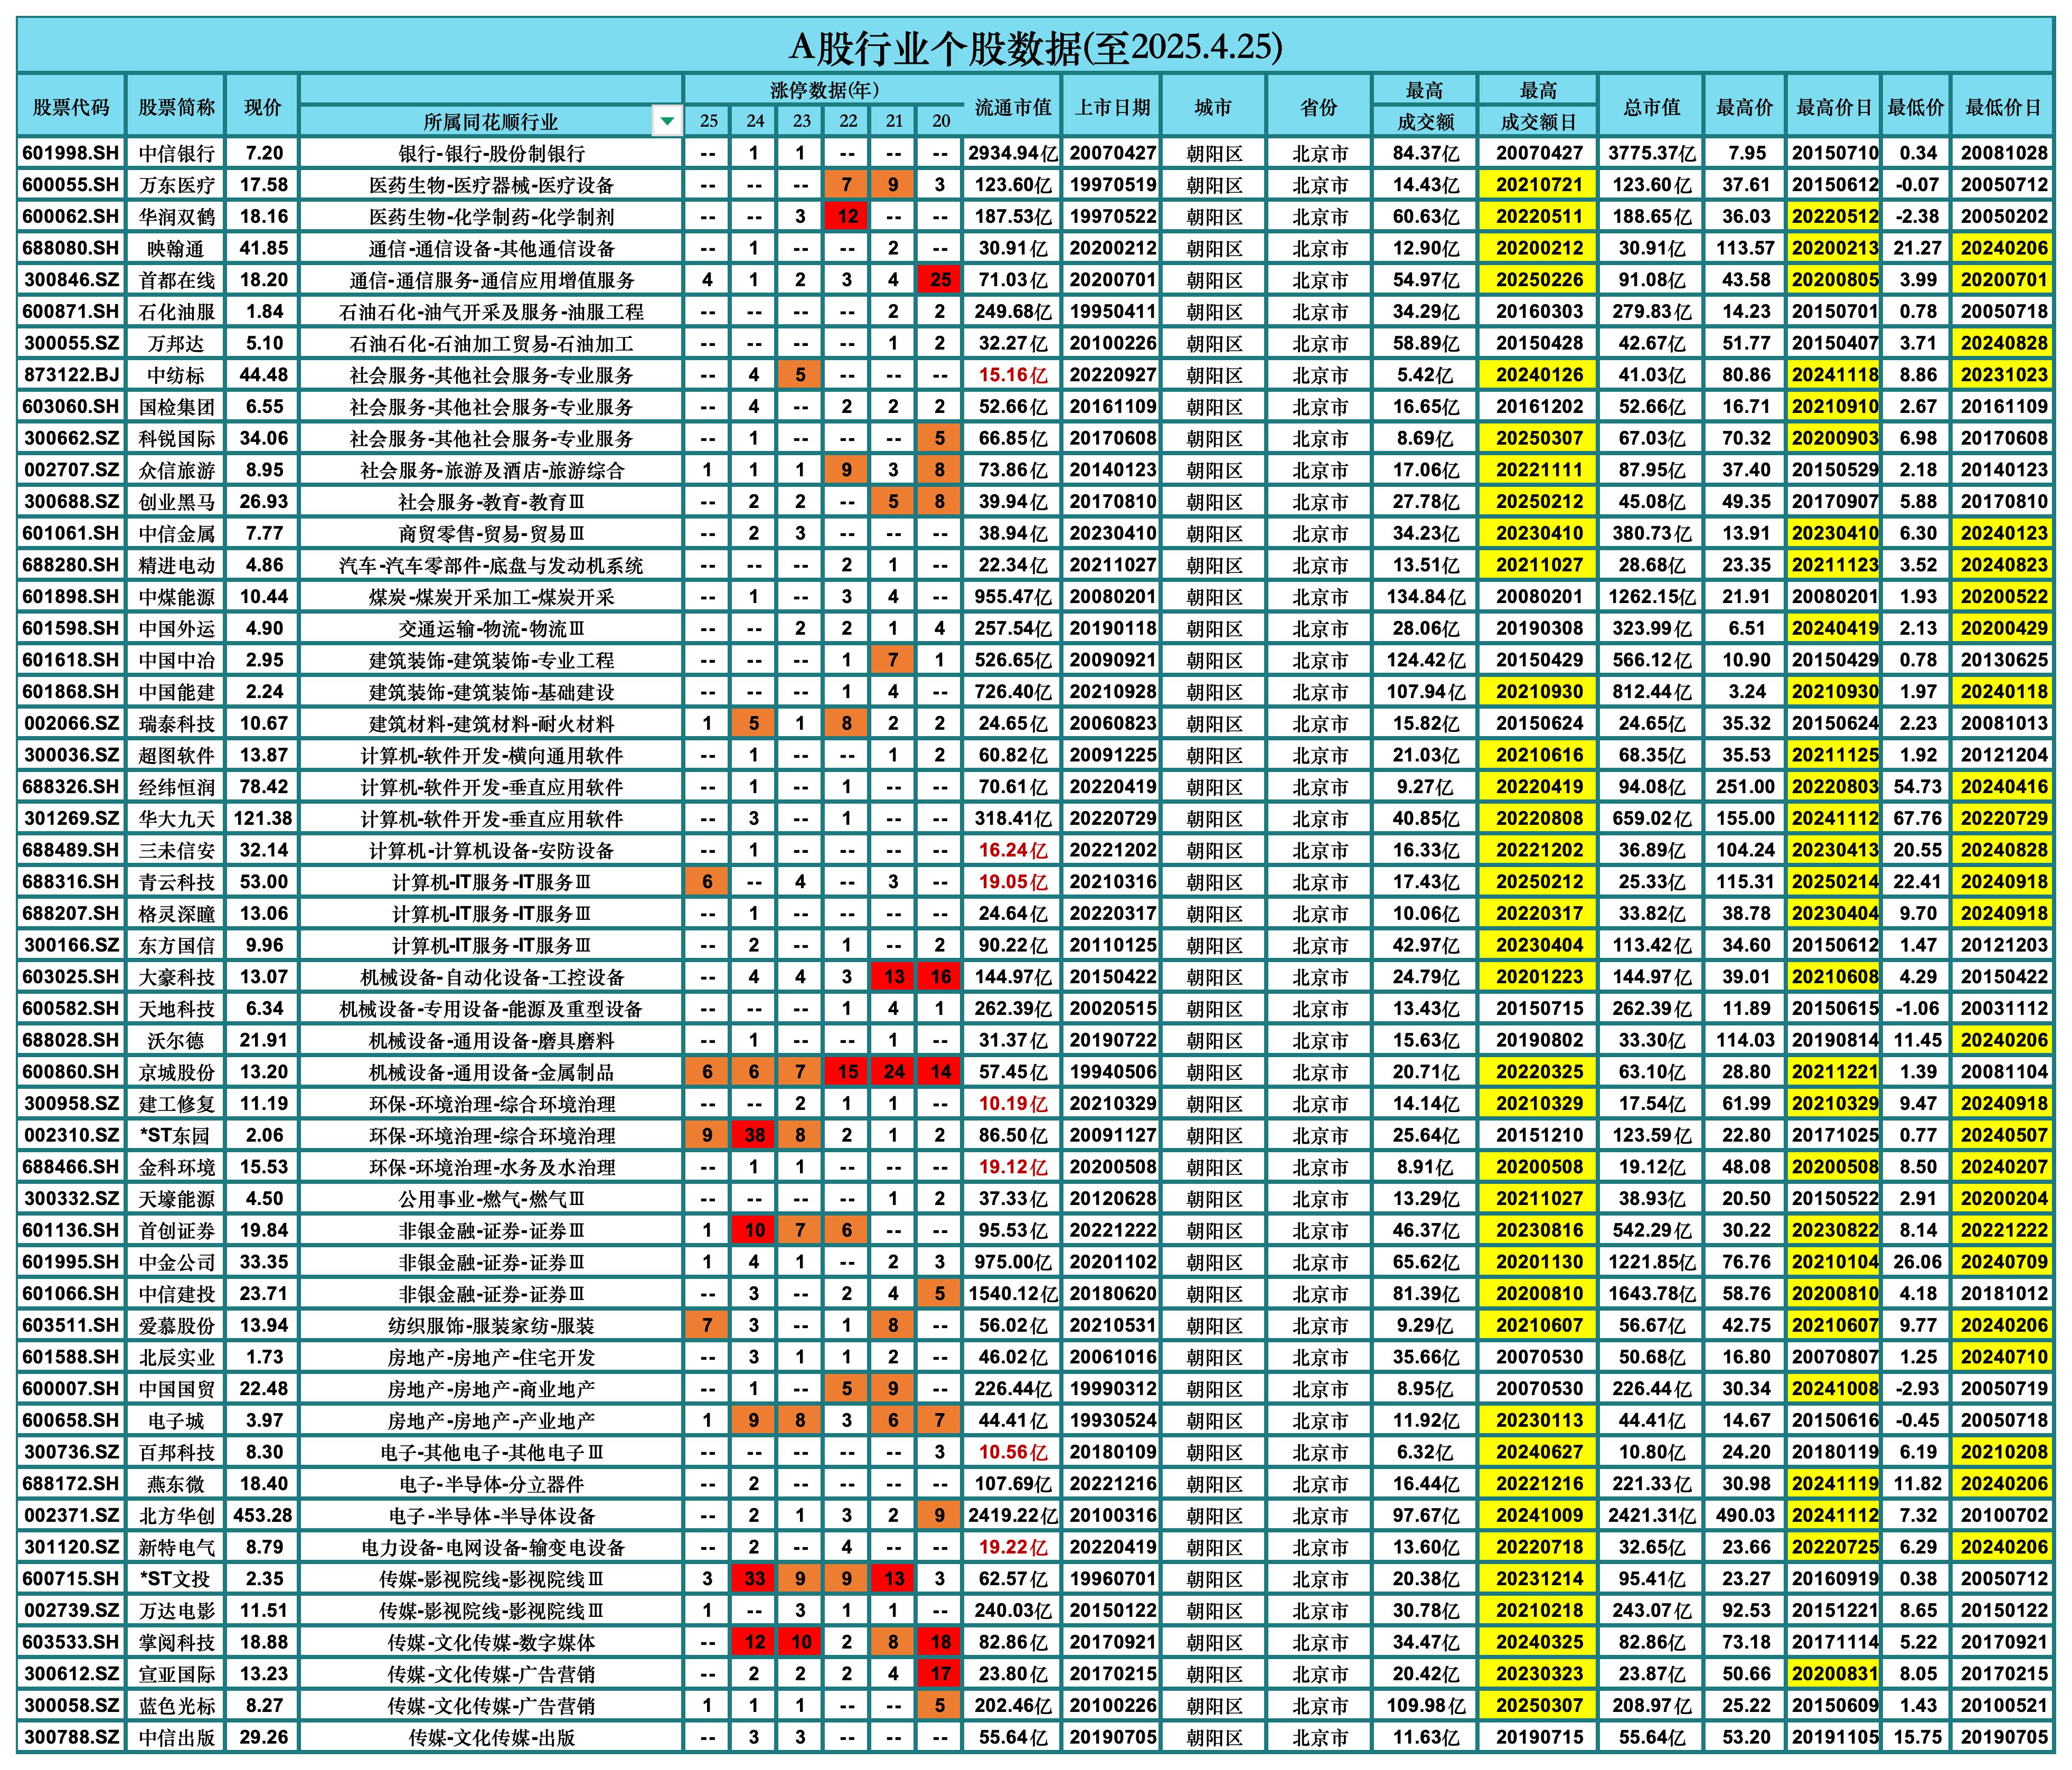 A股行业个股数据(至2025.4.25)
股票代码 股票简称 现价 所属同花顺行业 涨停数据(年) 25 24 23 22 21 20 流通市值 上市日期 城市 省份 最高成交额 最高成交额日 总市值 最高价 最高价日 最低价 最低价日
601998.SH 中信银行 7.20 银行-银行-股份制银行 -- 1 1 -- -- -- 2934.94亿 20070427 朝阳区 北京市 84.37亿 20070427 3775.37亿 7.95 20150710 0.34 20081028
600055.SH 万东医疗 17.58 医药生物-医疗器械-医疗设备 -- -- -- 7 9 3 123.60亿 19970519 朝阳区 北京市 14.43亿 20210721 123.60亿 37.61 20150612 -0.07 20050712
600062.SH 华润双鹤 18.16 医药生物-化学制药-化学制剂 -- -- 3 12 -- -- 187.53亿 19970522 朝阳区 北京市 60.63亿 20220511 188.65亿 36.03 20220512 -2.38 20050202
688080.SH 映翰通 41.85 通信-通信设备-其他通信设备 -- 1 -- -- 2 -- 30.91亿 20200212 朝阳区 北京市 12.90亿 20200212 30.91亿 113.57 20200213 21.27 20240206
300846.SZ 首都在线 18.20 通信-通信服务-通信应用增值服务 4 1 2 3 4 25 71.03亿 20200701 朝阳区 北京市 54.97亿 20250226 91.08亿 43.58 20200805 3.99 20200701
600871.SH 石化油服 1.84 石油石化-油气开采及服务-油服工程 -- -- -- -- 2 2 249.68亿 19950411 朝阳区 北京市 34.29亿 20160303 279.83亿 14.23 20150701 0.78 20050718
300055.SZ 万邦达 5.10 石油石化-石油加工贸易-石油加工 -- -- -- -- 1 2 32.27亿 20100226 朝阳区 北京市 58.89亿 20150428 42.67亿 51.77 20150407 3.71 20240828
873122.BJ 中纺标 44.48 社会服务-其他社会服务-专业服务 -- 4 5 -- -- -- 15.16亿 20220927 朝阳区 北京市 5.42亿 20240126 41.03亿 80.86 20241118 8.86 20231023
603060.SH 国检集团 6.55 社会服务-其他社会服务-专业服务 -- 4 -- 2 2 2 52.66亿 20161109 朝阳区 北京市 16.65亿 20161202 52.66亿 16.71 20210910 2.67 20161109
300662.SZ 科锐国际 34.06 社会服务-其他社会服务-专业服务 -- 1 -- -- -- 5 66.85亿 20170608 朝阳区 北京市 8.69亿 20250307 67.03亿 70.32 20200903 6.98 20170608
002707.SZ 众信旅游 8.95 社会服务-旅游及酒店-旅游综合 1 1 1 9 3 8 73.86亿 20140123 朝阳区 北京市 17.06亿 20221111 87.95亿 37.40 20150529 2.18 20140123
300688.SZ 创业黑马 26.93 社会服务-教育-教育Ⅲ -- 2 2 -- 5 8 39.94亿 20170810 朝阳区 北京市 27.78亿 20250212 45.08亿 49.35 20170907 5.88 20170810
601061.SH 中信金属 7.77 商贸零售-贸易-贸易Ⅲ -- 2 3 -- -- -- 38.94亿 20230410 朝阳区 北京市 34.23亿 20230410 380.73亿 13.91 20230410 6.30 20240123
688280.SH 精进电动 4.86 汽车-汽车零部件-底盘与发动机系统 -- -- -- 2 1 -- 22.34亿 20211027 朝阳区 北京市 13.51亿 20211027 28.68亿 23.35 20211123 3.52 20240823
601898.SH 中煤能源 10.44 煤炭-煤炭开采加工-煤炭开采 -- 1 -- 3 4 -- 955.47亿 20080201 朝阳区 北京市 134.84亿 20080201 1262.15亿 21.91 20080201 1.93 20200522
601598.SH 中国外运 4.90 交通运输-物流-物流Ⅲ -- -- 2 2 1 4 257.54亿 20190118 朝阳区 北京市 28.06亿 20190308 323.99亿 6.51 20240419 2.13 20200429
601618.SH 中国中冶 2.95 建筑装饰-建筑装饰-专业工程 -- -- -- 1 7 1 526.65亿 20090921 朝阳区 北京市 124.42亿 20150429 566.12亿 10.90 20150429 0.78 20130625
601868.SH 中国能建 2.24 建筑装饰-建筑装饰-基础建设 -- -- -- 1 4 -- 726.40亿 20210928 朝阳区 北京市 107.94亿 20210930 812.44亿 3.24 20210930 1.97 20240118
002066.SZ 瑞泰科技 10.67 建筑材料-建筑材料-耐火材料 1 5 1 8 2 2 24.65亿 20060823 朝阳区 北京市 15.82亿 20150624 24.65亿 35.32 20150624 2.23 20081013
300036.SZ 超图软件 13.87 计算机-软件开发-横向通用软件 -- 1 -- -- 1 2 60.82亿 20091225 朝阳区 北京市 21.03亿 20210616 68.35亿 35.53 20211125 1.92 20121204
688326.SH 经纬恒润 78.42 计算机-软件开发-垂直应用软件 -- 1 -- 1 -- -- 70.61亿 20220419 朝阳区 北京市 9.27亿 20220419 94.08亿 251.00 20220803 54.73 20240416
301269.SZ 华大九天 121.38 计算机-软件开发-垂直应用软件 -- 3 -- 1 -- -- 318.41亿 20220729 朝阳区 北京市 40.85亿 20220808 659.02亿 155.00 20241112 67.76 20220729
688489.SH 三未信安 32.14 计算机-计算机设备-安防设备 -- 1 -- -- -- -- 16.24亿 20221202 朝阳区 北京市 16.33亿 20221202 36.89亿 104.24 20230413 20.55 20240828
688316.SH 青云科技 53.00 计算机-IT服务-IT服务Ⅲ 6 -- 4 -- 3 -- 19.05亿 20210316 朝阳区 北京市 17.43亿 20250212 25.33亿 115.31 20250214 22.41 20240918
688207.SH 格灵深瞳 13.06 计算机-IT服务-IT服务Ⅲ -- 1 -- -- -- -- 24.64亿 20220317 朝阳区 北京市 10.06亿 20220317 33.82亿 38.78 20230404 9.70 20240918
300166.SZ 东方国信 9.96 计算机-IT服务-IT服务Ⅲ -- 2 -- 1 -- 2 90.22亿 20110125 朝阳区 北京市 42.97亿 20230404 113.42亿 34.60 20150612 1.47 20121203
603025.SH 大豪科技 13.07 机械设备-自动化设备-工控设备 -- 4 4 3 13 16 144.97亿 20150422 朝阳区 北京市 24.79亿 20201223 144.97亿 39.01 20210608 4.29 20150422
600582.SH 天地科技 6.34 机械设备-专用设备-能源及重型设备 -- -- -- 1 4 1 262.39亿 20020515 朝阳区 北京市 13.43亿 20150715 262.39亿 11.89 20150615 -1.06 20031112
688028.SH 沃尔德 21.91 机械设备-通用设备-磨具磨料 -- 1 -- -- 1 -- 31.37亿 20190722 朝阳区 北京市 15.63亿 20190802 33.30亿 114.03 20190814 11.45 20240206
600860.SH 京城股份 13.20 机械设备-通用设备-金属制品 6 6 7 15 24 14 57.45亿 19940506 朝阳区 北京市 20.71亿 20220325 63.10亿 28.80 20211221 1.39 20081104
300958.SZ 建工修复 11.19 环保-环境治理-综合环境治理 -- -- 2 1 1 -- 10.19亿 20210329 朝阳区 北京市 14.14亿 20210329 17.54亿 61.99 20210329 9.47 20240918
002310.SZ *ST东园 2.06 环保-环境治理-综合环境治理 9 38 8 2 1 2 86.50亿 20091127 朝阳区 北京市 25.64亿 20151210 123.59亿 22.80 20171025 0.77 20240507
688466.SH 金科环境 15.53 环保-环境治理-水务及水治理 -- 1 1 -- -- -- 19.12亿 20200508 朝阳区 北京市 8.91亿 20200508 19.12亿 48.08 20200508 8.50 20240207
300332.SZ 天壕能源 4.50 公用事业-燃气-燃气Ⅲ -- -- -- -- 1 2 37.33亿 20120628 朝阳区 北京市 13.29亿 20211027 38.93亿 20.50 20150522 2.91 20200204
601136.SH 首创证券 19.84 非银金融-证券-证券Ⅲ 1 10 7 6 -- -- 95.53亿 20221222 朝阳区 北京市 46.37亿 20230816 542.29亿 30.22 20230822 8.14 20221222
601995.SH 中金公司 33.35 非银金融-证券-证券Ⅲ 1 4 1 -- 2 3 975.00亿 20201102 朝阳区 北京市 65.62亿 20201130 1221.85亿 76.76 20210104 26.06 20240709
601066.SH 中信建投 23.71 非银金融-证券-证券Ⅲ -- 3 -- 2 4 5 1540.12亿 20180620 朝阳区 北京市 81.39亿 20200810 1643.78亿 58.76 20200810 4.18 20181012
603511.SH 爱慕股份 13.94 纺织服饰-服装家纺-服装 7 3 -- 1 8 -- 56.02亿 20210531 朝阳区 北京市 9.29亿 20210607 56.67亿 42.75 20210607 9.77 20240206
601588.SH 北辰实业 1.73 房地产-房地产-住宅开发 -- 3 1 1 2 -- 46.02亿 20061016 朝阳区 北京市 35.66亿 20070530 50.68亿 16.80 20070807 1.25 20240710
600007.SH 中国国贸 22.48 房地产-房地产-商业地产 -- 1 -- 5 9 -- 226.44亿 19990312 朝阳区 北京市 8.95亿 20070530 226.44亿 30.34 20241008 -2.93 20050719
600658.SH 电子城 3.97 房地产-房地产-产业地产 1 9 8 3 6 7 44.41亿 19930524 朝阳区 北京市 11.92亿 20230113 44.41亿 14.67 20150616 -0.45 20050718
300736.SZ 百邦科技 8.30 电子-其他电子-其他电子Ⅲ -- -- -- -- -- 3 10.56亿 20180109 朝阳区 北京市 6.32亿 20240627 10.80亿 24.20 20180119 6.19 20210208
688172.SH 燕东微 18.40 电子-半导体-分立器件 -- 2 -- -- -- -- 107.69亿 20221216 朝阳区 北京市 16.44亿 20221216 221.33亿 30.98 20241119 11.82 20240206
002371.SZ 北方华创 453.28 电子-半导体-半导体设备 -- 2 1 3 2 9 2419.22亿 20100316 朝阳区 北京市 97.67亿 20241009 2421.31亿 490.03 20241112 7.32 20100702
301120.SZ 新特电气 8.79 电力设备-电网设备-输变电设备 -- 2 -- 4 -- -- 19.22亿 20220419 朝阳区 北京市 13.60亿 20220718 32.65亿 23.66 20220725 6.29 20240206
600715.SH *ST文投 2.35 传媒-影视院线-影视院线Ⅲ 3 33 9 9 13 3 62.57亿 19960701 朝阳区 北京市 20.38亿 20231214 95.41亿 23.27 20160919 0.38 20050712
002739.SZ 万达电影 11.51 传媒-影视院线-影视院线Ⅲ 1 -- 3 1 1 -- 240.03亿 20150122 朝阳区 北京市 30.78亿 20210218 243.07亿 92.53 20151221 8.65 20150122
603533.SH 掌阅科技 18.88 传媒-文化传媒-数字媒体 -- 12 10 2 8 18 82.86亿 20170921 朝阳区 北京市 34.47亿 20240325 82.86亿 73.18 20171114 5.22 20170921
300612.SZ 宣亚国际 13.23 传媒-文化传媒-广告营销 -- 2 2 2 4 17 23.80亿 20170215 朝阳区 北京市 20.42亿 20230323 23.87亿 50.66 20200831 8.05 20170215
300058.SZ 蓝色光标 8.27 传媒-文化传媒-广告营销 1 1 1 -- -- 5 202.46亿 20100226 朝阳区 北京市 109.98亿 20250307 208.97亿 25.22 20150609 1.43 20100521
300788.SZ 中信出版 29.26 传媒-文化传媒-出版 -- 3 3 -- -- -- 55.64亿 20190705 朝阳区 北京市 11.63亿 20190715 55.64亿 53.20 20191105 15.75 20190705